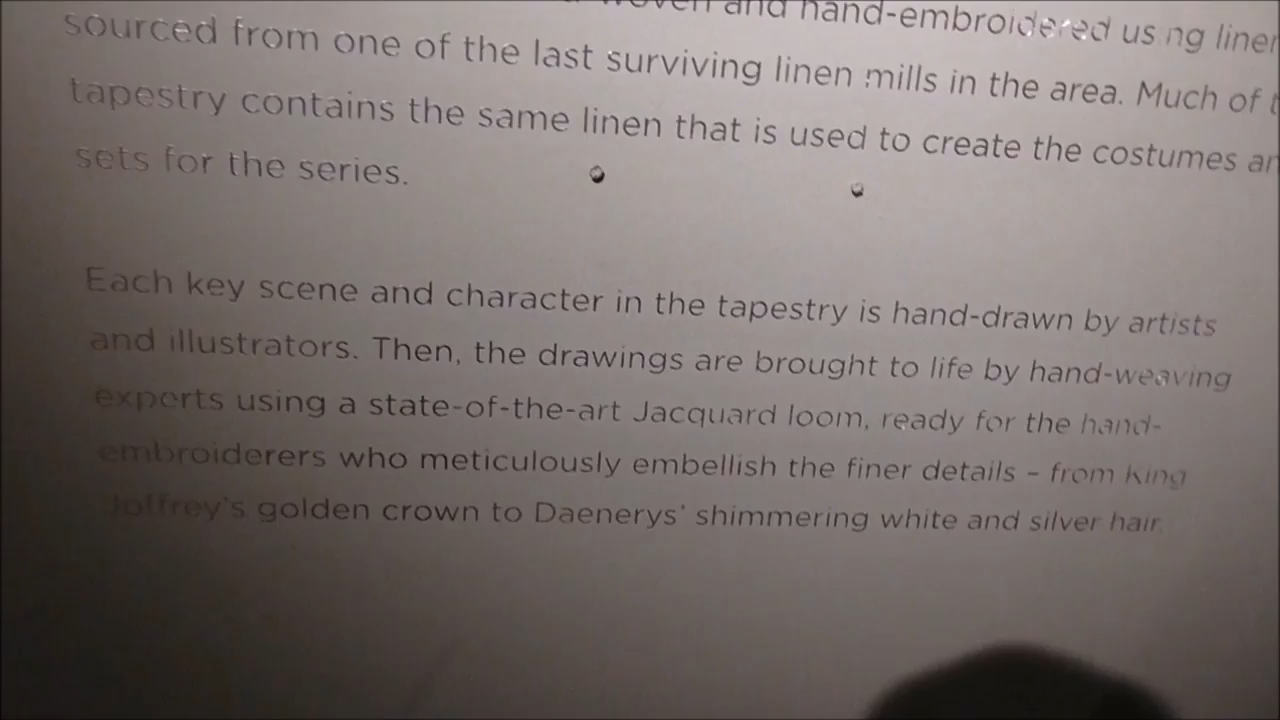 woven and hand-embroidered using linen
sourced from one of the last surviving linen mills in the area. Much of t
tapestry contains the same linen that is used to create the costumes an
sets for the series.
Each key scene and character in the tapestry is hand-drawn by artists
and illustrators. Then, the drawings are brought to life by hand-weaving
experts using a state-of-the-art Jacquard loom, ready for the hand-
embroiderers who meticulously embellish the finer details – from King
Joffrey's golden crown to Daenerys' shimmering white and silver hair.